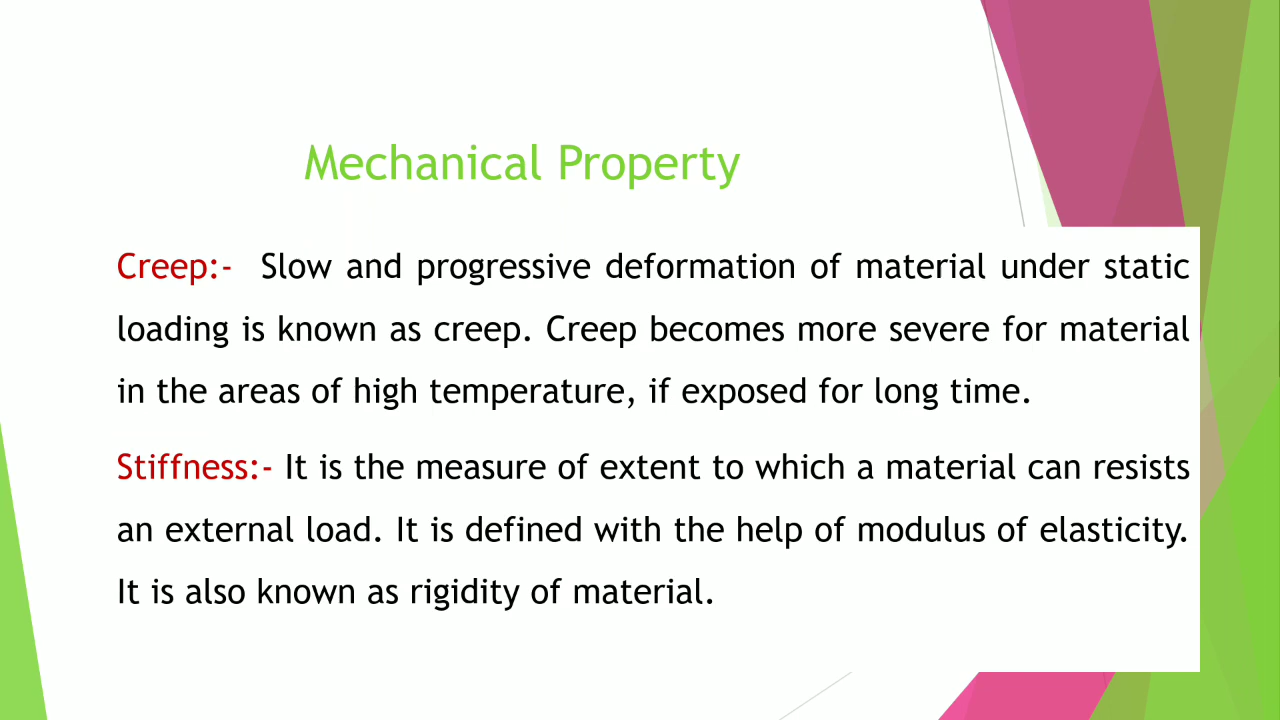 Mechanical Property
Creep:- Slow and progressive deformation of material under static
loading is known as creep. Creep becomes more severe for material
in the areas of high temperature, if exposed for long time.
Stiffness:- It is the measure of extent to which a material can resists
an external load. It is defined with the help of modulus of elasticity.
It is also known as rigidity of material.